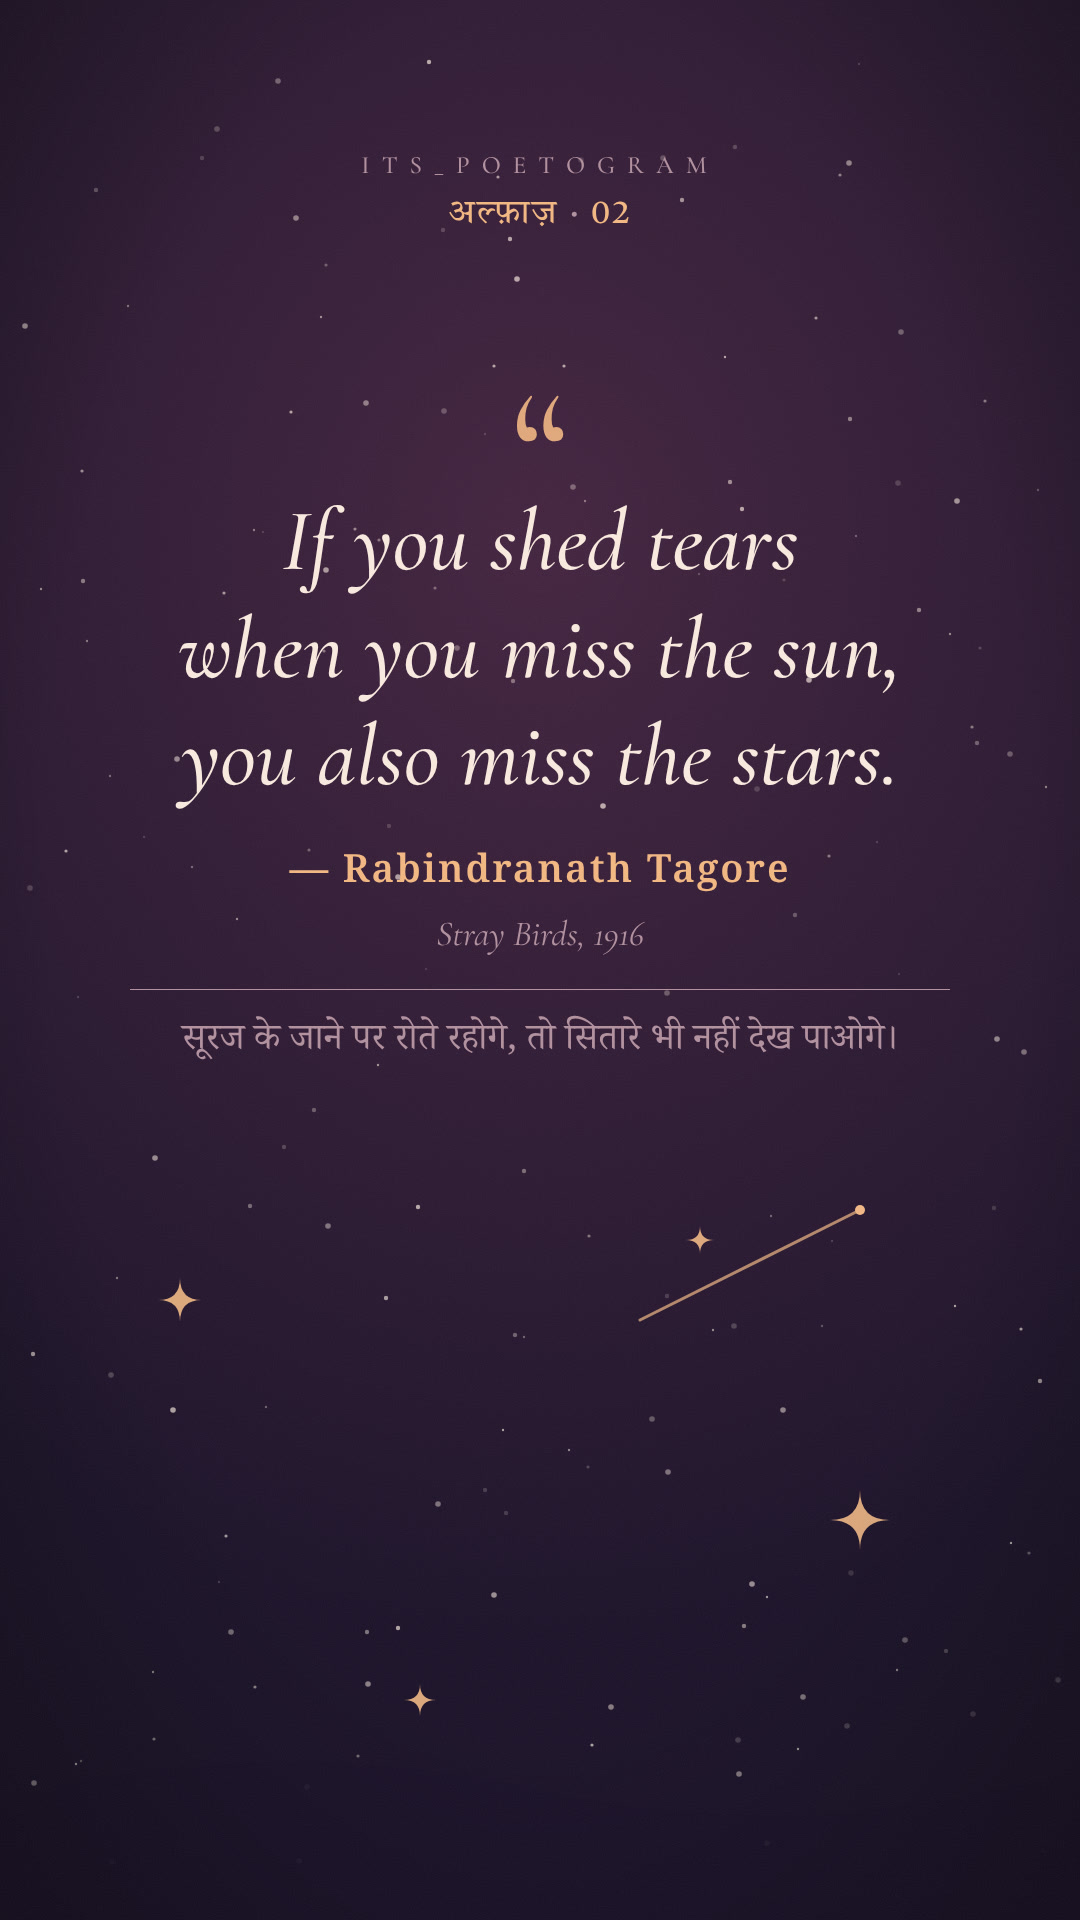 ITS_POETOGRAM
अल्फ़ाज़ · 02
“
If you shed tears
when you miss the sun,
you also miss the stars.
— Rabindranath Tagore
Stray Birds, 1916
सूरज के जाने पर रोते रहोगे, तो सितारे भी नहीं देख पाओगे।